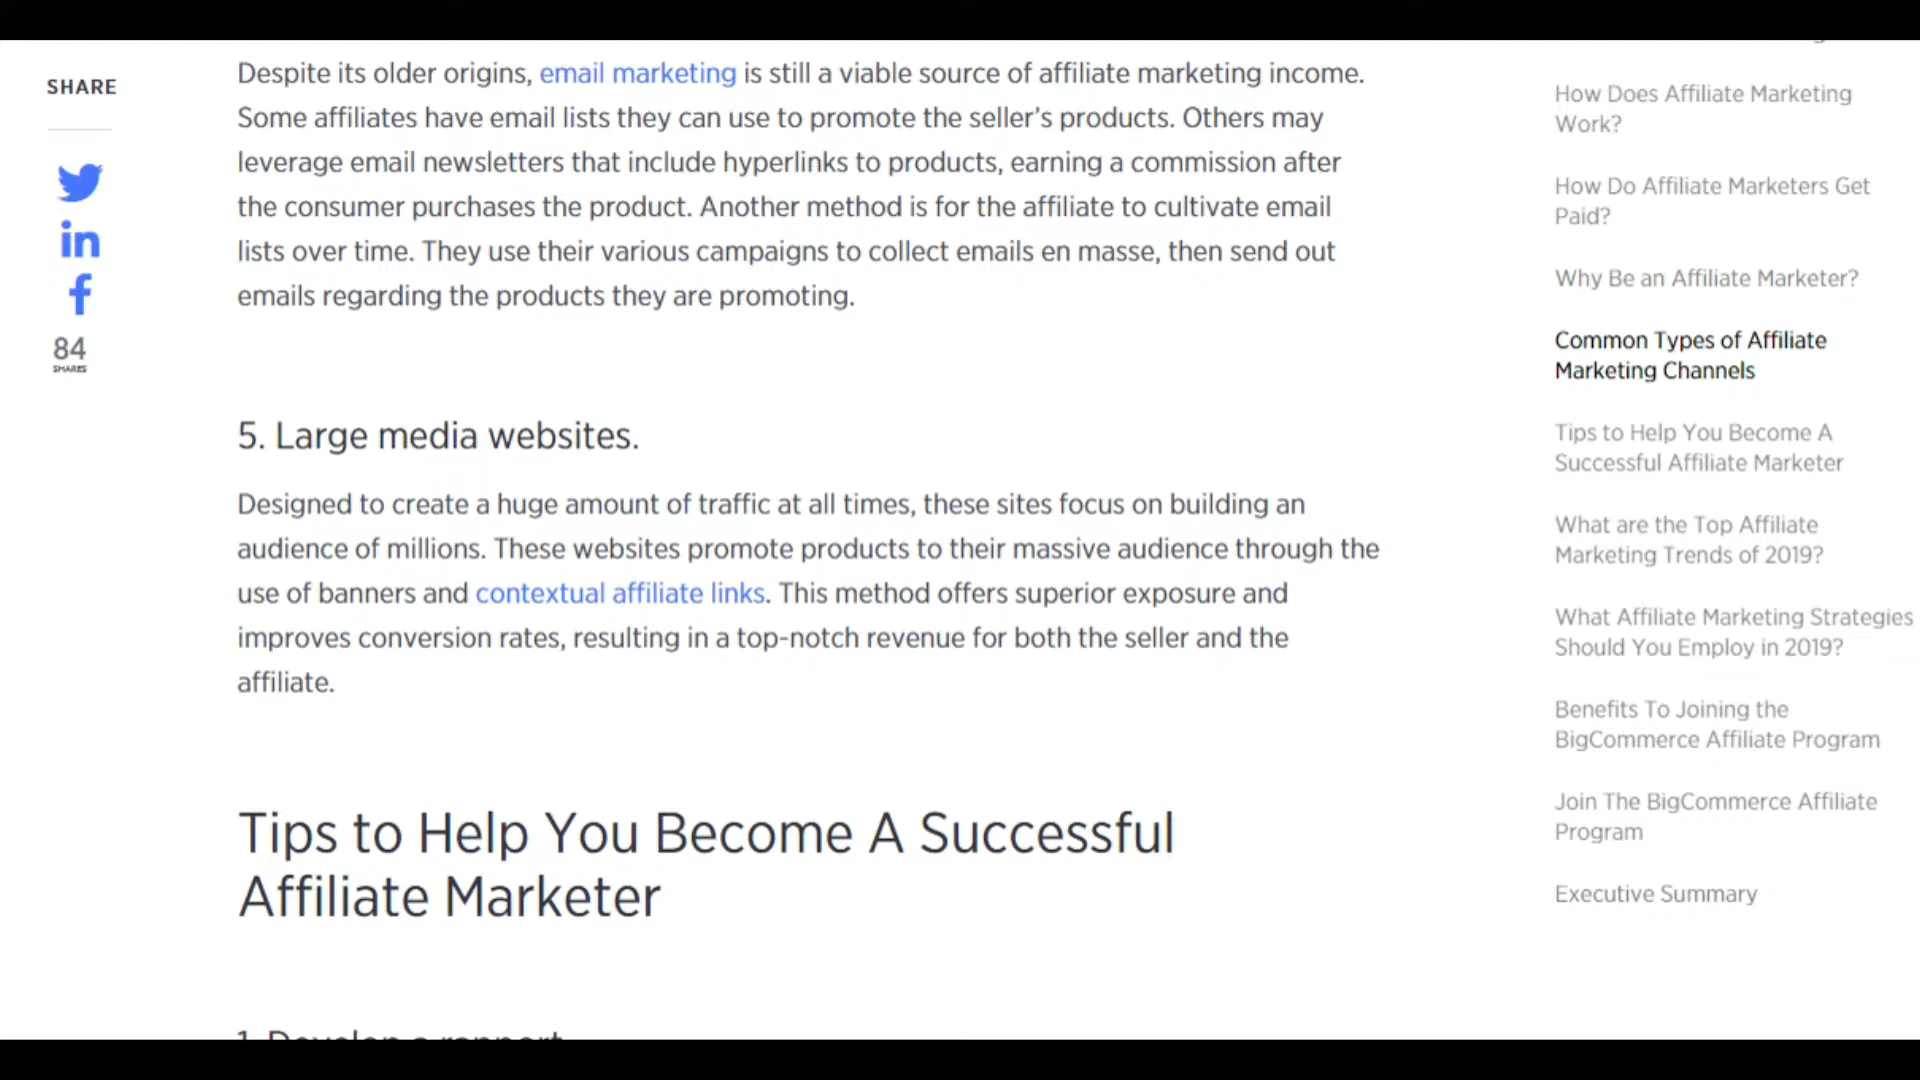 SHARE
84
SHARES
Despite its older origins, email marketing is still a viable source of affiliate marketing income.
Some affiliates have email lists they can use to promote the seller’s products. Others may
leverage email newsletters that include hyperlinks to products, earning a commission after
the consumer purchases the product. Another method is for the affiliate to cultivate email
lists over time. They use their various campaigns to collect emails en masse, then send out
emails regarding the products they are promoting.
5. Large media websites.
Designed to create a huge amount of traffic at all times, these sites focus on building an
audience of millions. These websites promote products to their massive audience through the
use of banners and contextual affiliate links. This method offers superior exposure and
improves conversion rates, resulting in a top-notch revenue for both the seller and the
affiliate.
Tips to Help You Become A Successful
Affiliate Marketer
1. Develop a rapport.
How Does Affiliate Marketing
Work?
How Do Affiliate Marketers Get
Paid?
Why Be an Affiliate Marketer?
Common Types of Affiliate
Marketing Channels
Tips to Help You Become A
Successful Affiliate Marketer
What are the Top Affiliate
Marketing Trends of 2019?
What Affiliate Marketing Strategies
Should You Employ in 2019?
Benefits To Joining the
BigCommerce Affiliate Program
Join The BigCommerce Affiliate
Program
Executive Summary